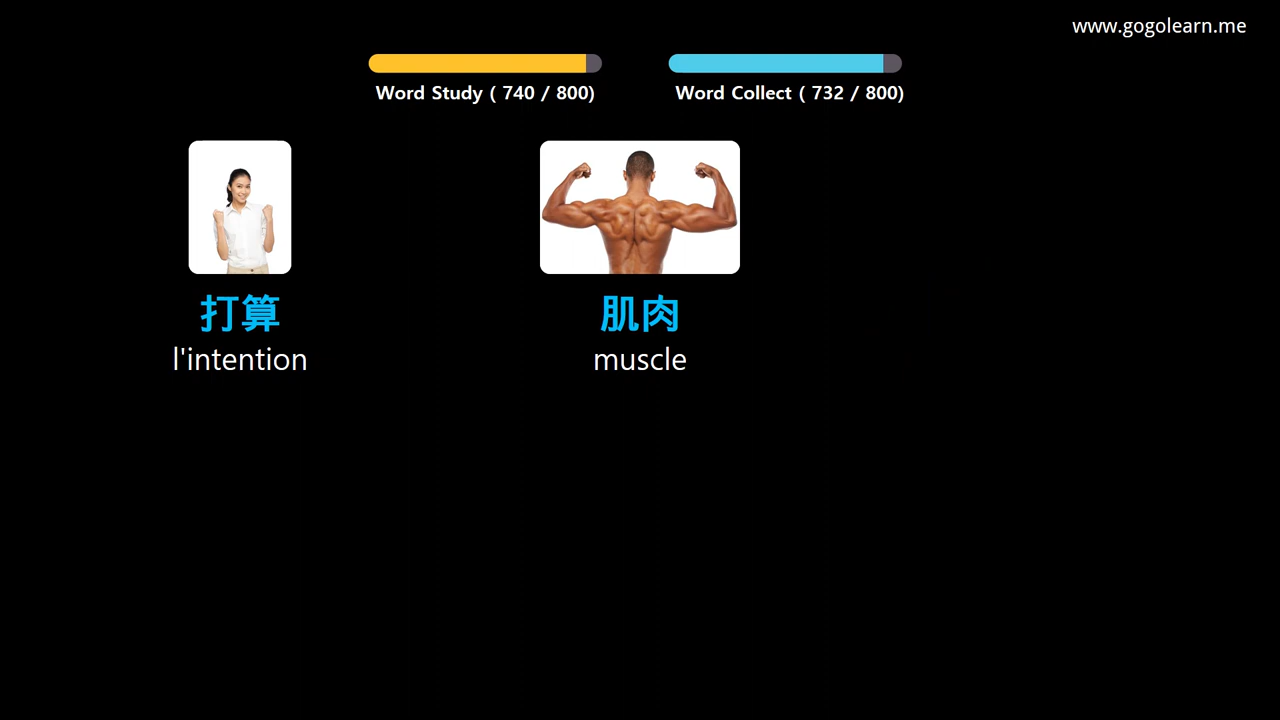 www.gogolearn.me
Word Study ( 740 / 800)
Word Collect ( 732 / 800)
打算
l'intention
肌肉
muscle